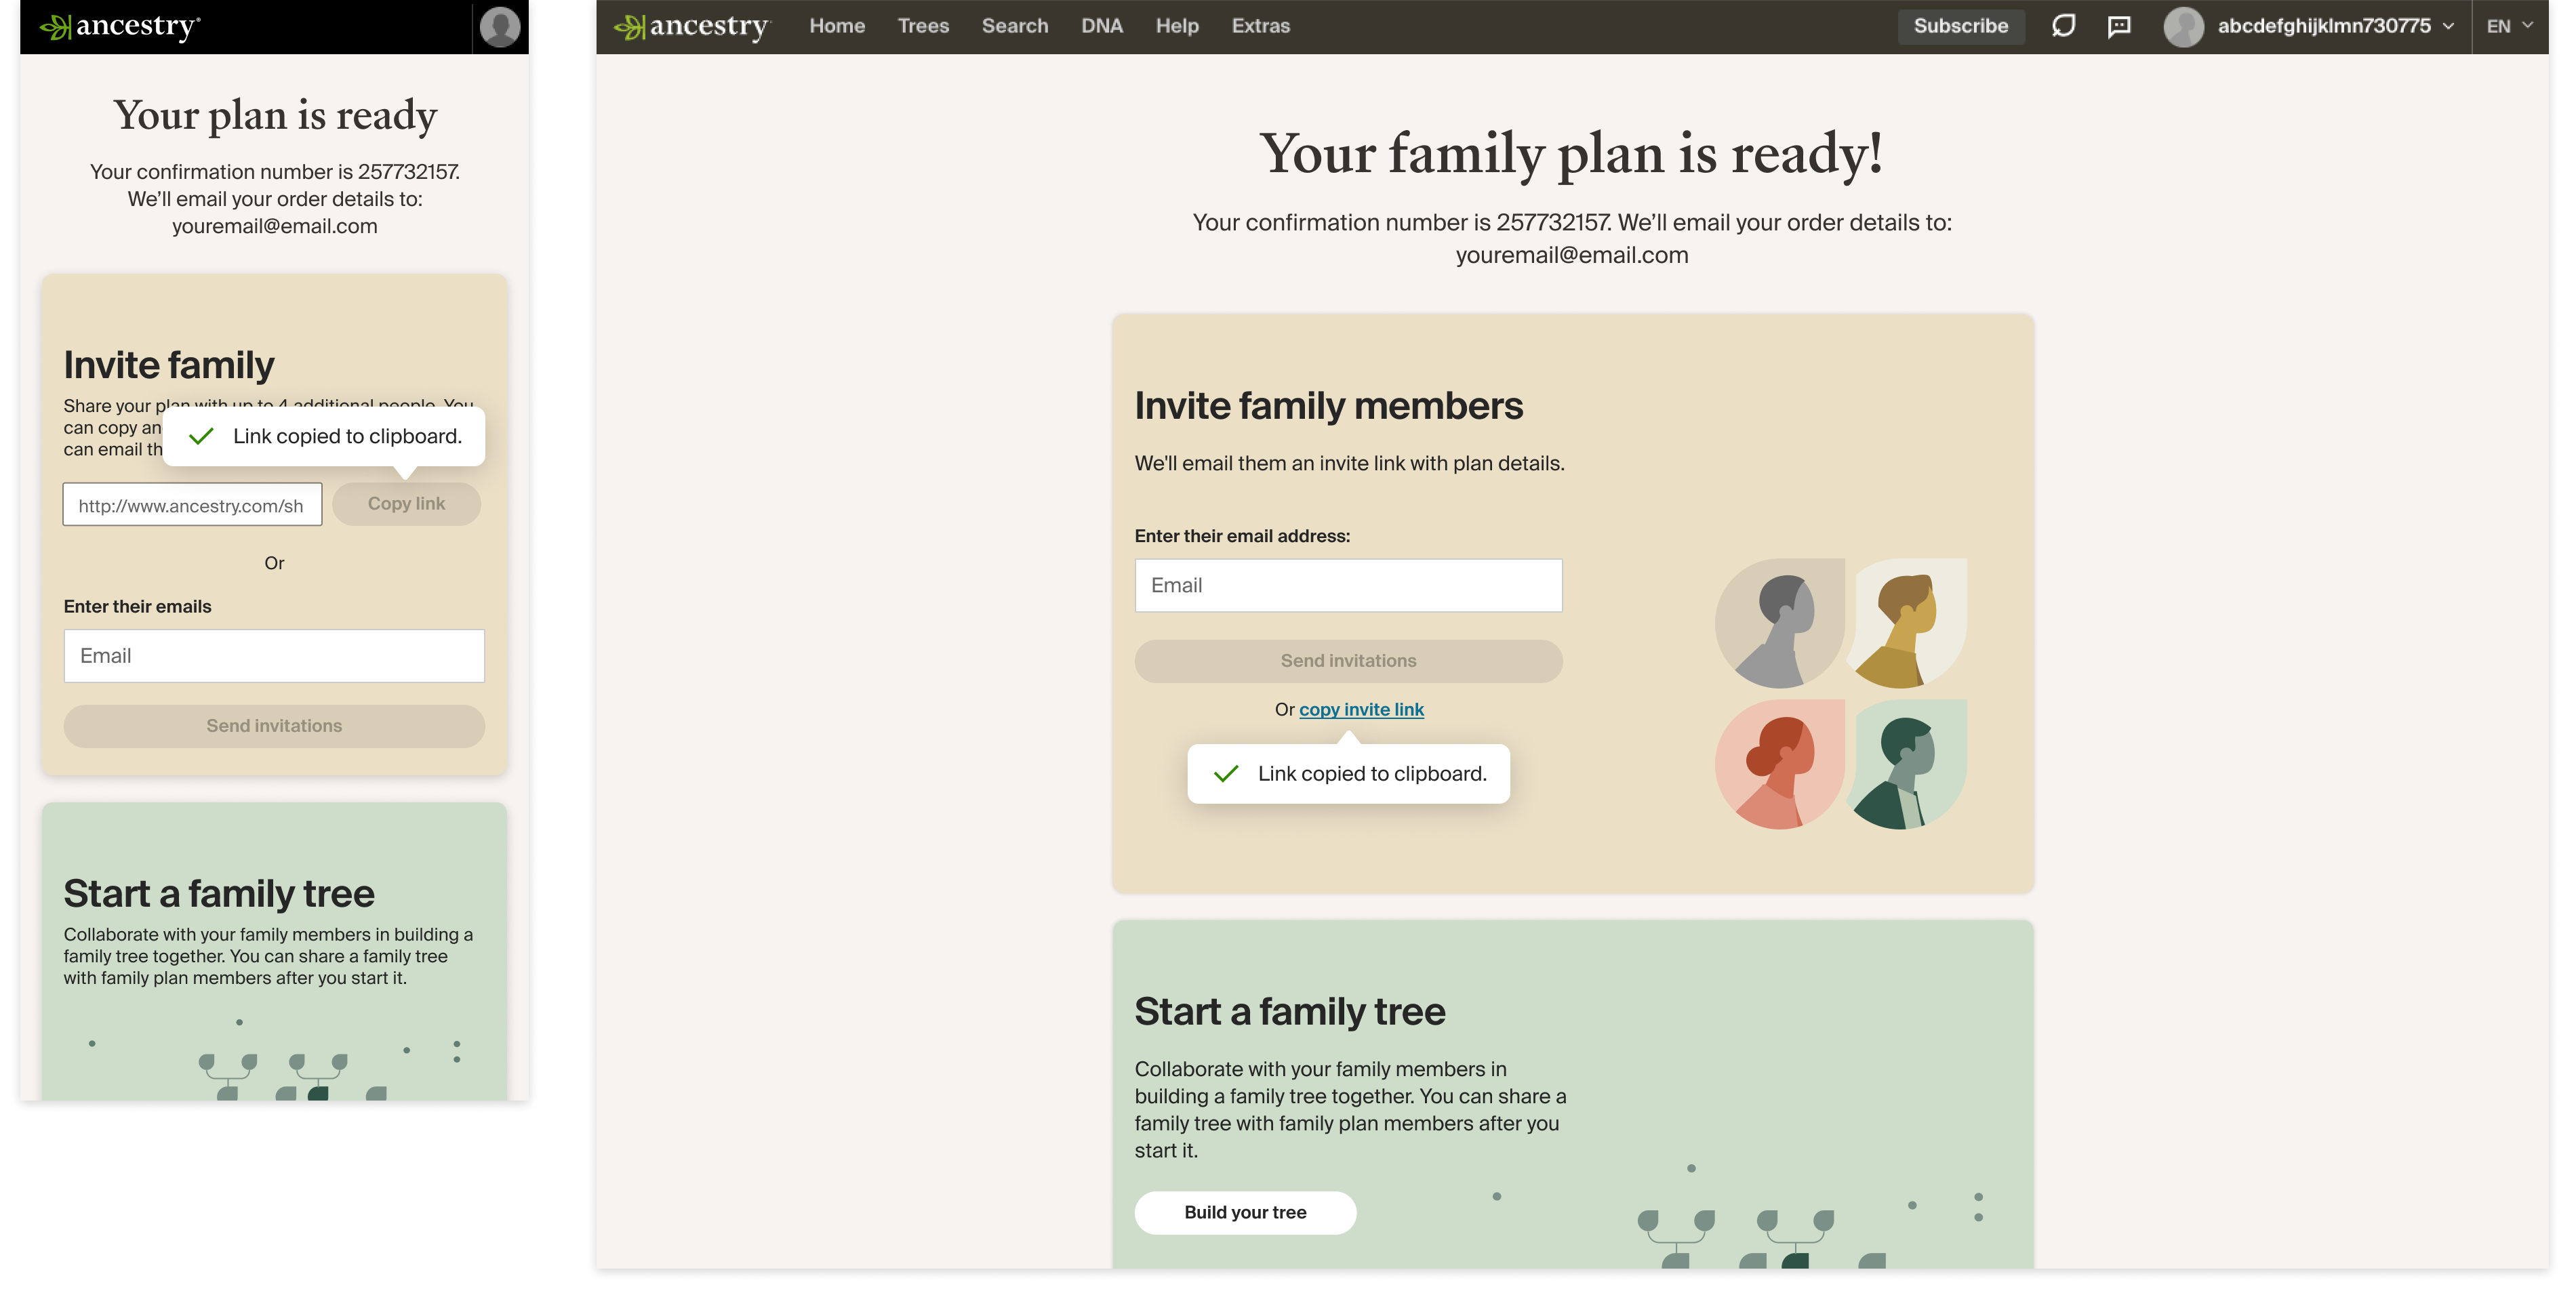 ancestry
Your plan is ready
Your confirmation number is 257732157.
We’ll email your order details to:
youremail@email.com
Invite family
Share your plan with up to 4 additional people. You
can copy an
can email th
Link copied to clipboard.
http://www.ancestry.com/sh
Copy link
Or
Enter their emails
Email
Send invitations
Start a family tree
Collaborate with your family members in building a
family tree together. You can share a family tree
with family plan members after you start it.
ancestry Home Trees Search DNA Help Extras Subscribe abcdefghijklmn730775 EN
Your family plan is ready!
Your confirmation number is 257732157. We’ll email your order details to:
youremail@email.com
Invite family members
We'll email them an invite link with plan details.
Enter their email address:
Email
Send invitations
Or copy invite link
Link copied to clipboard.
Start a family tree
Collaborate with your family members in
building a family tree together. You can share a
family tree with family plan members after you
start it.
Build your tree